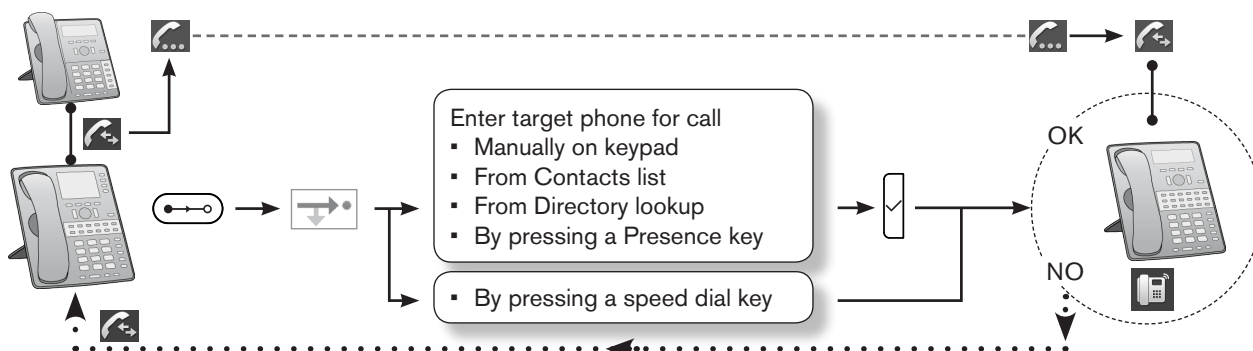 Enter target phone for call
▪ Manually on keypad
▪ From Contacts list
▪ From Directory lookup
▪ By pressing a Presence key
▪ By pressing a speed dial key
OK
NO